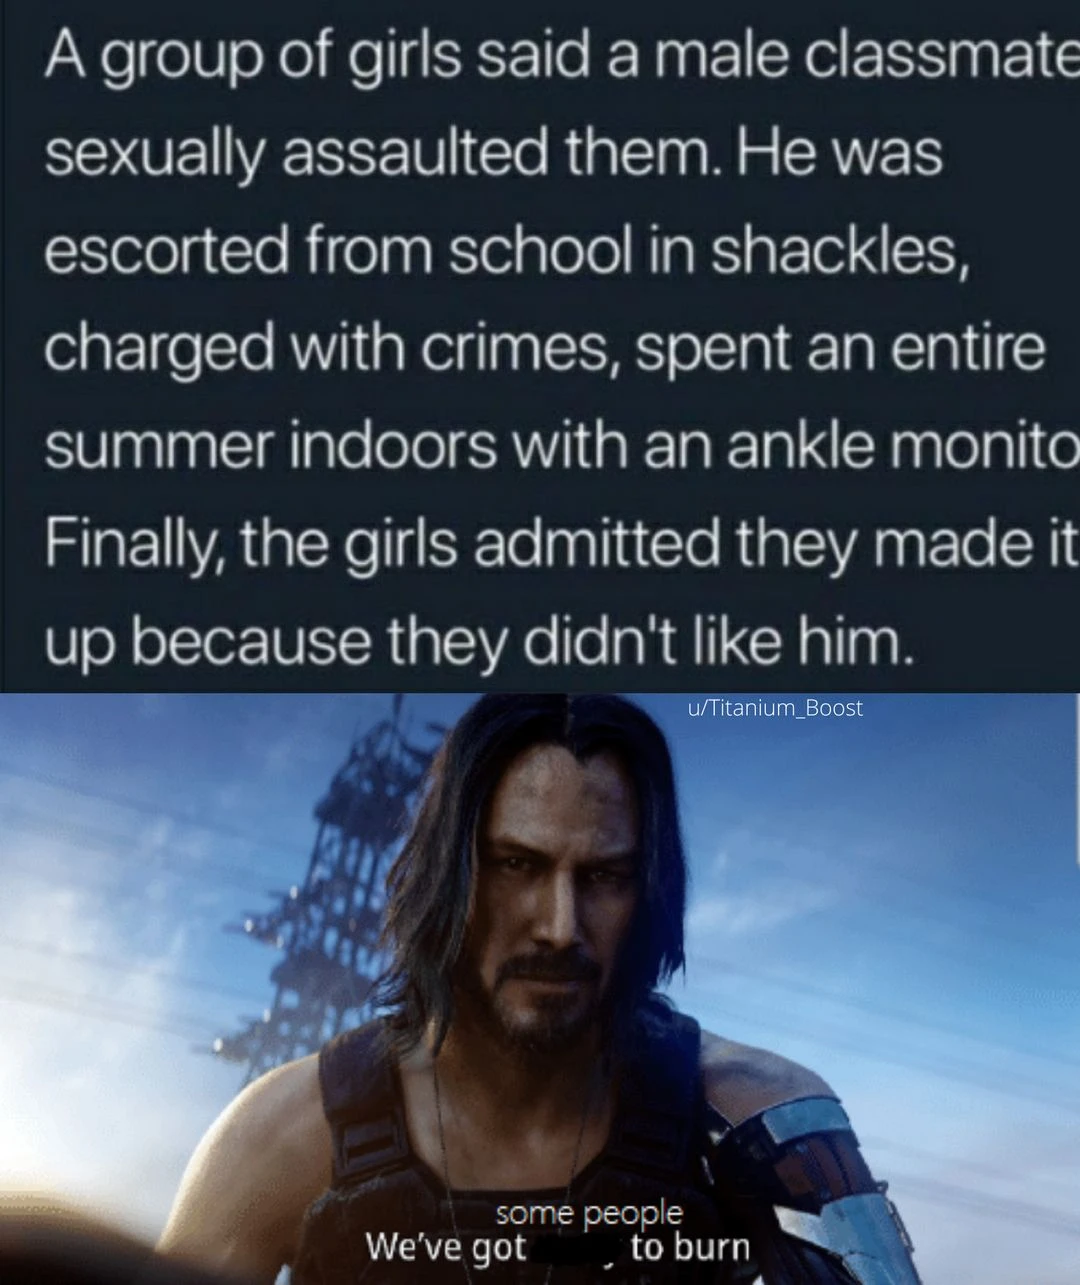 A group of girls said a male classmate
sexually assaulted them. He was
escorted from school in shackles,
charged with crimes, spent an entire
summer indoors with an ankle monito
Finally, the girls admitted they made it
up because they didn't like him.
u/Titanium_Boost
some people
We've got to burn